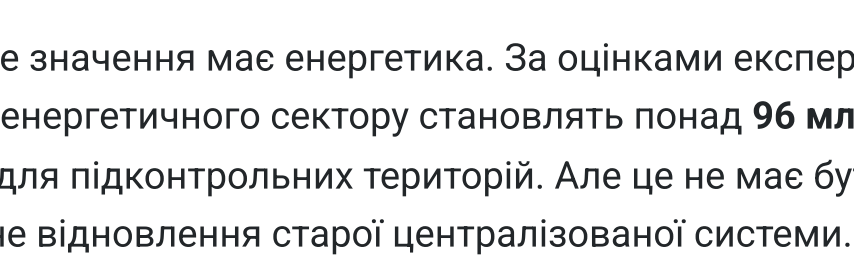 е значення має енергетика. За оцінками експер
енергетичного сектору становлять понад 96 мл
для підконтрольних територій. Але це не має бу
не відновлення старої централізованої системи.